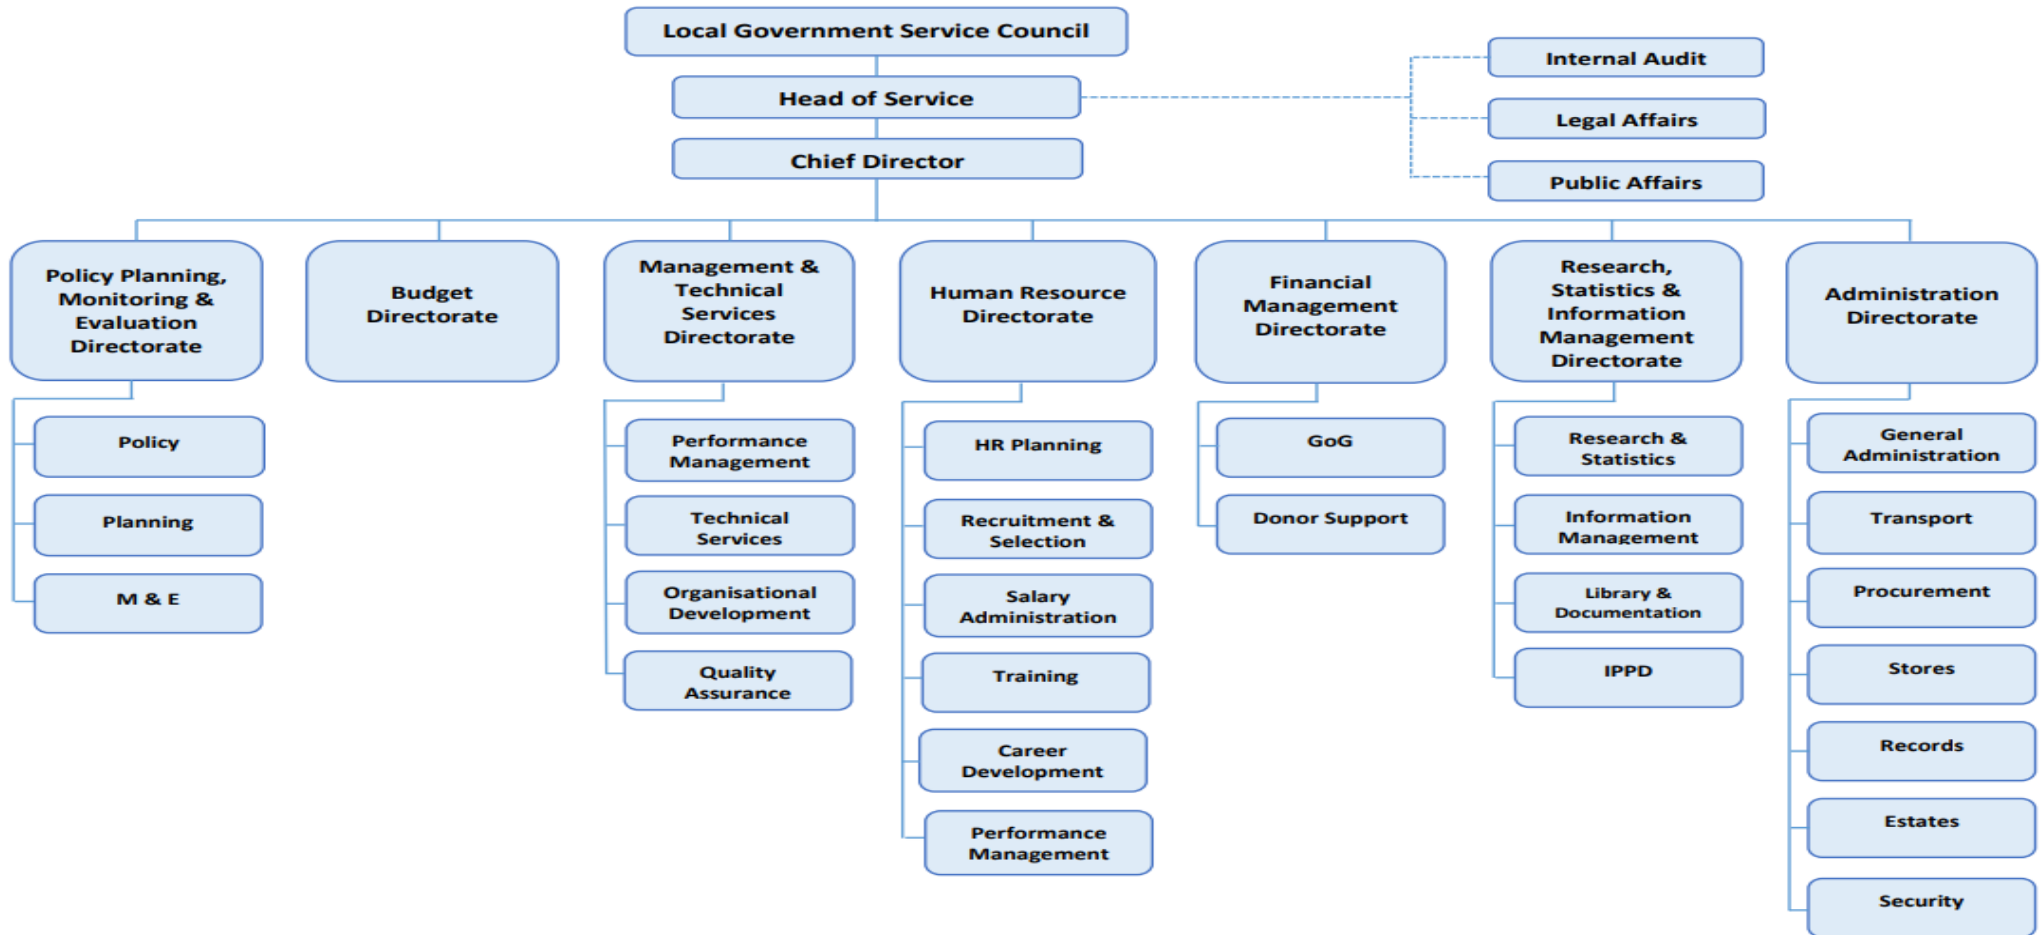 Local Government Service Council
Head of Service
Chief Director
Internal Audit
Legal Affairs
Public Affairs
Policy Planning,
Monitoring &
Evaluation
Directorate
Policy
Planning
M & E
Budget
Directorate
Management &
Technical
Services
Directorate
Performance
Management
Technical
Services
Organisational
Development
Quality
Assurance
Human Resource
Directorate
HR Planning
Recruitment &
Selection
Salary
Administration
Training
Career
Development
Performance
Management
Financial
Management
Directorate
GoG
Donor Support
Research,
Statistics &
Information
Management
Directorate
Research &
Statistics
Information
Management
Library &
Documentation
IPPD
Administration
Directorate
General
Administration
Transport
Procurement
Stores
Records
Estates
Security